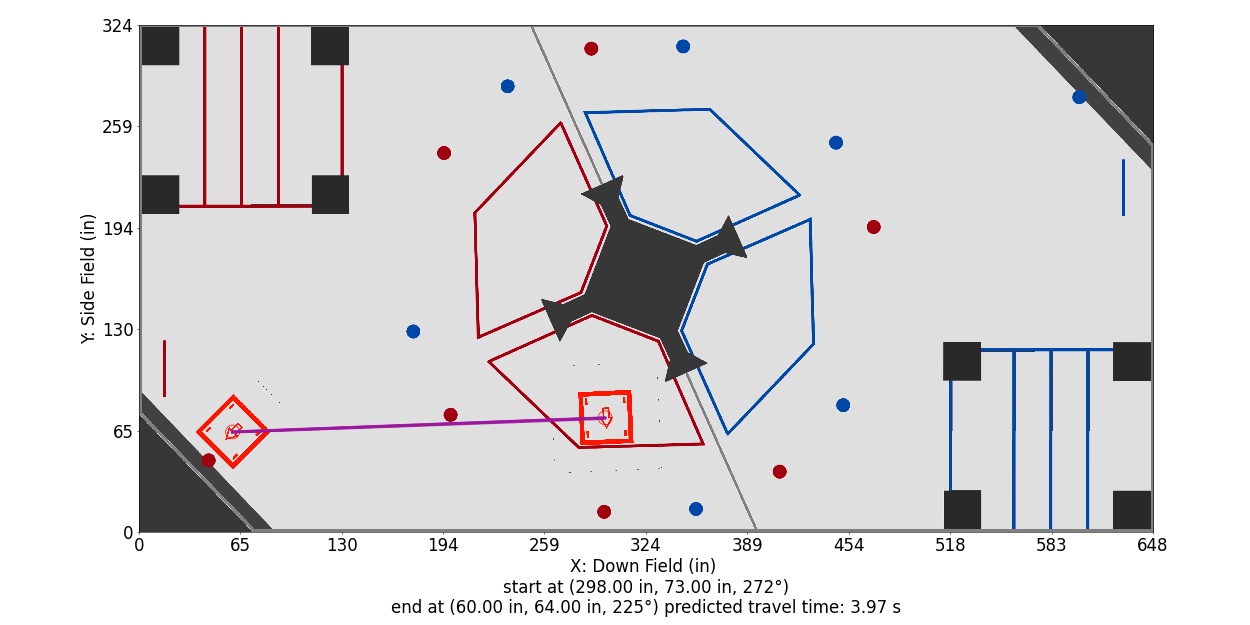 324
259
194
130
65
0
Y: Side Field (in)
0 65 130 194 259 324 389 454 518 583 648
X: Down Field (in)
start at (298.00 in, 73.00 in, 272°)
end at (60.00 in, 64.00 in, 225°) predicted travel time: 3.97 s